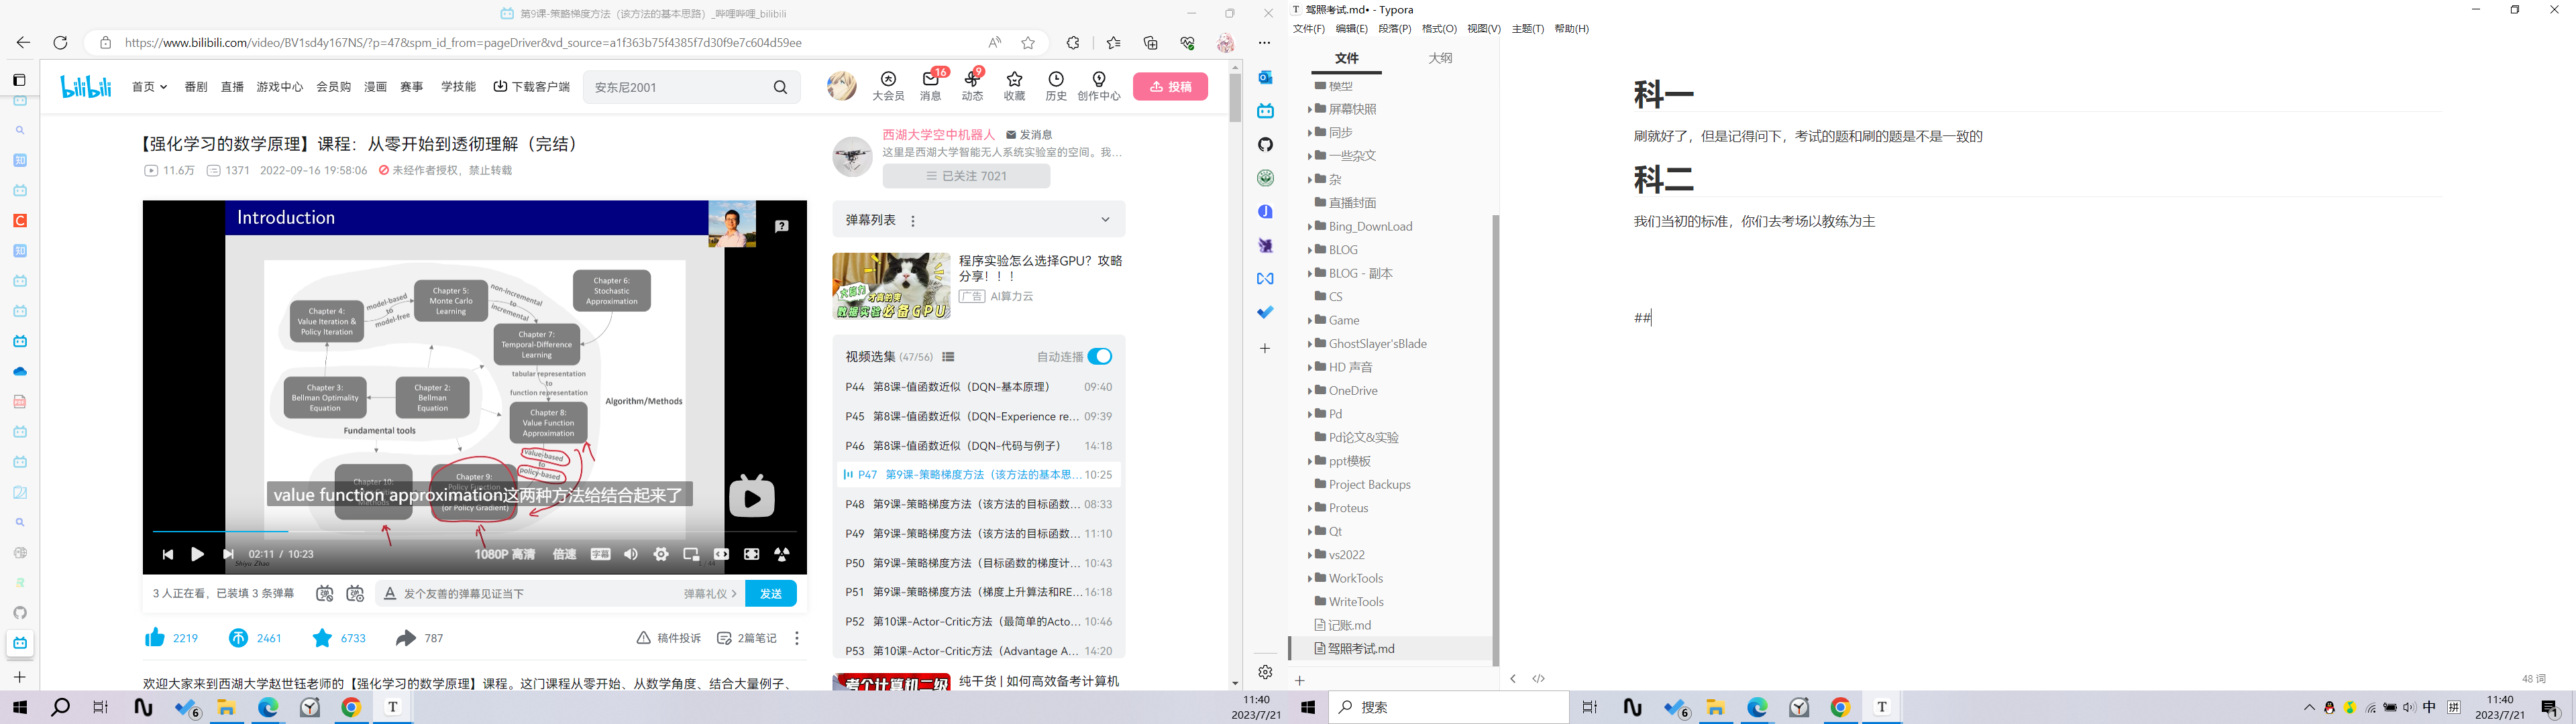 第9课-策略梯度方法（该方法的基本思路）_哔哩哔哩_bilibili
https://www.bilibili.com/video/BV1sd4y167NS/?p=47&spm_id_from=pageDriver&vd_source=a1f363b75f4385f7d30f9e7c604d59ee
bilibili 首页 番剧 直播 游戏中心 会员购 漫画 赛事 学技能 下载客户端 安东尼2001
大会员 16 消息 9 动态 收藏 历史 创作中心 投稿
【强化学习的数学原理】课程：从零开始到透彻理解（完结）
11.6万 1371 2022-09-16 19:58:06 未经作者授权，禁止转载
西湖大学空中机器人 发消息
这里是西湖大学智能无人系统实验室的空间。我...
已关注 7021
Introduction
Chapter 4:
Value Iteration &
Policy Iteration
model-based
to
model-free
Chapter 5:
Monte Carlo
Learning
non-incremental
to
incremental
Chapter 6:
Stochastic
Approximation
Chapter 7:
Temporal-Difference
Learning
tabular representation
to
function representation
Chapter 3:
Bellman Optimality
Equation
Chapter 2:
Bellman
Equation
Chapter 8:
Value Function
Approximation
Algorithm/Methods
Fundamental tools
value-based
to
policy-based
Chapter 10:
Methods
Chapter 9:
(or Policy Gradient)
value function approximation这两种方法给结合起来了
02:11 / 10:23 1080P 高清 倍速 字幕
Shiyu Zhao
3 人正在看，已装填 3 条弹幕 发个友善的弹幕见证当下 弹幕礼仪 发送
2219 2461 6733 787 稿件投诉 2篇笔记
欢迎大家来到西湖大学赵世钰老师的【强化学习的数学原理】课程。这门课程从零开始、从数学角度、结合大量例子、
弹幕列表
程序实验怎么选择GPU？攻略
分享！！！
广告 AI算力云
视频选集 (47/56) 自动连播
P44 第8课-值函数近似（DQN-基本原理） 09:40
P45 第8课-值函数近似（DQN-Experience re... 09:39
P46 第8课-值函数近似（DQN-代码与例子） 14:18
P47 第9课-策略梯度方法（该方法的基本思... 10:25
P48 第9课-策略梯度方法（该方法的目标函数... 08:33
P49 第9课-策略梯度方法（该方法的目标函数... 11:10
P50 第9课-策略梯度方法（目标函数的梯度计... 10:43
P51 第9课-策略梯度方法（梯度上升算法和RE... 16:18
P52 第10课-Actor-Critic方法（最简单的Acto... 10:46
P53 第10课-Actor-Critic方法（Advantage A... 14:20
纯干货 | 如何高效备考计算机
驾照考试.md• - Typora
文件(F) 编辑(E) 段落(P) 格式(O) 视图(V) 主题(T) 帮助(H)
文件 大纲
模型
屏幕快照
同步
一些杂文
杂
直播封面
Bing_DownLoad
BLOG
BLOG - 副本
CS
Game
GhostSlayer'sBlade
HD 声音
OneDrive
Pd
Pd论文&实验
ppt模板
Project Backups
Proteus
Qt
vs2022
WorkTools
WriteTools
记账.md
驾照考试.md
科一
刷就好了，但是记得问下，考试的题和刷的题是不是一致的
科二
我们当初的标准，你们去考场以教练为主
##
48 词
6
11:40
2023/7/21
搜索
6
中 拼
11:40
2023/7/21
1